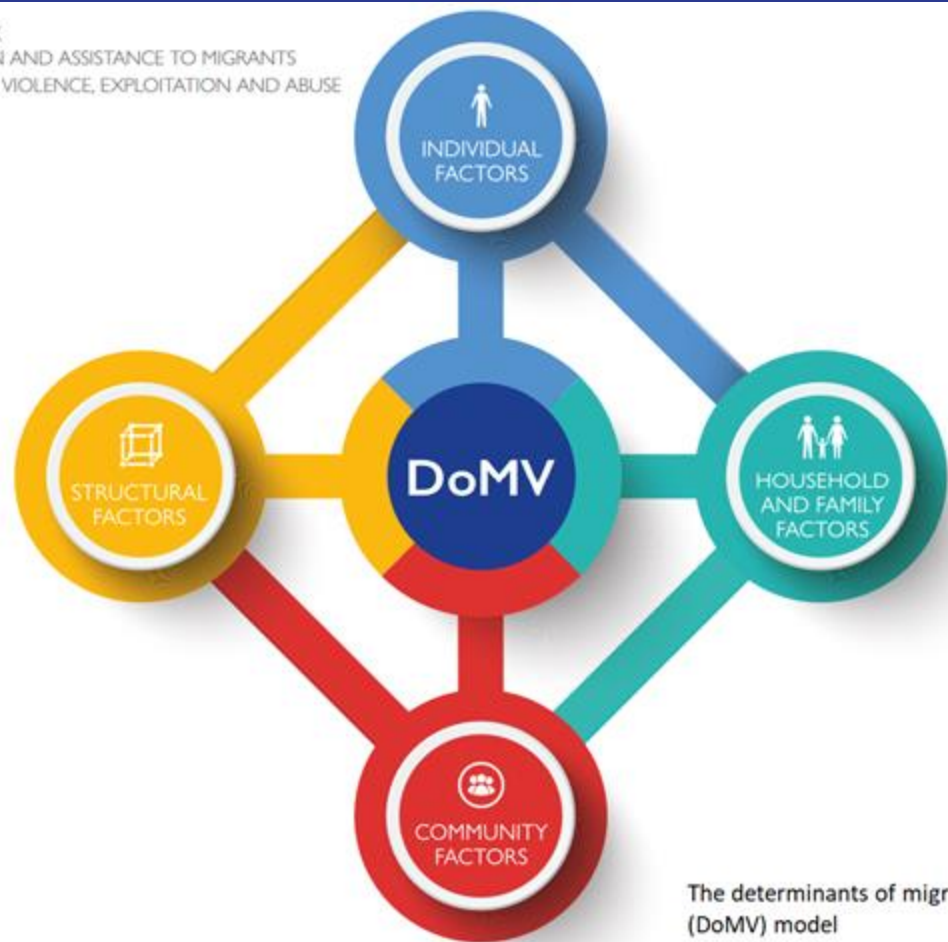 N AND ASSISTANCE TO MIGRANTS
VIOLENCE, EXPLOITATION AND ABUSE
INDIVIDUAL
FACTORS
STRUCTURAL
FACTORS
DoMV
HOUSEHOLD
AND FAMILY
FACTORS
COMMUNITY
FACTORS
The determinants of migr
(DoMV) model